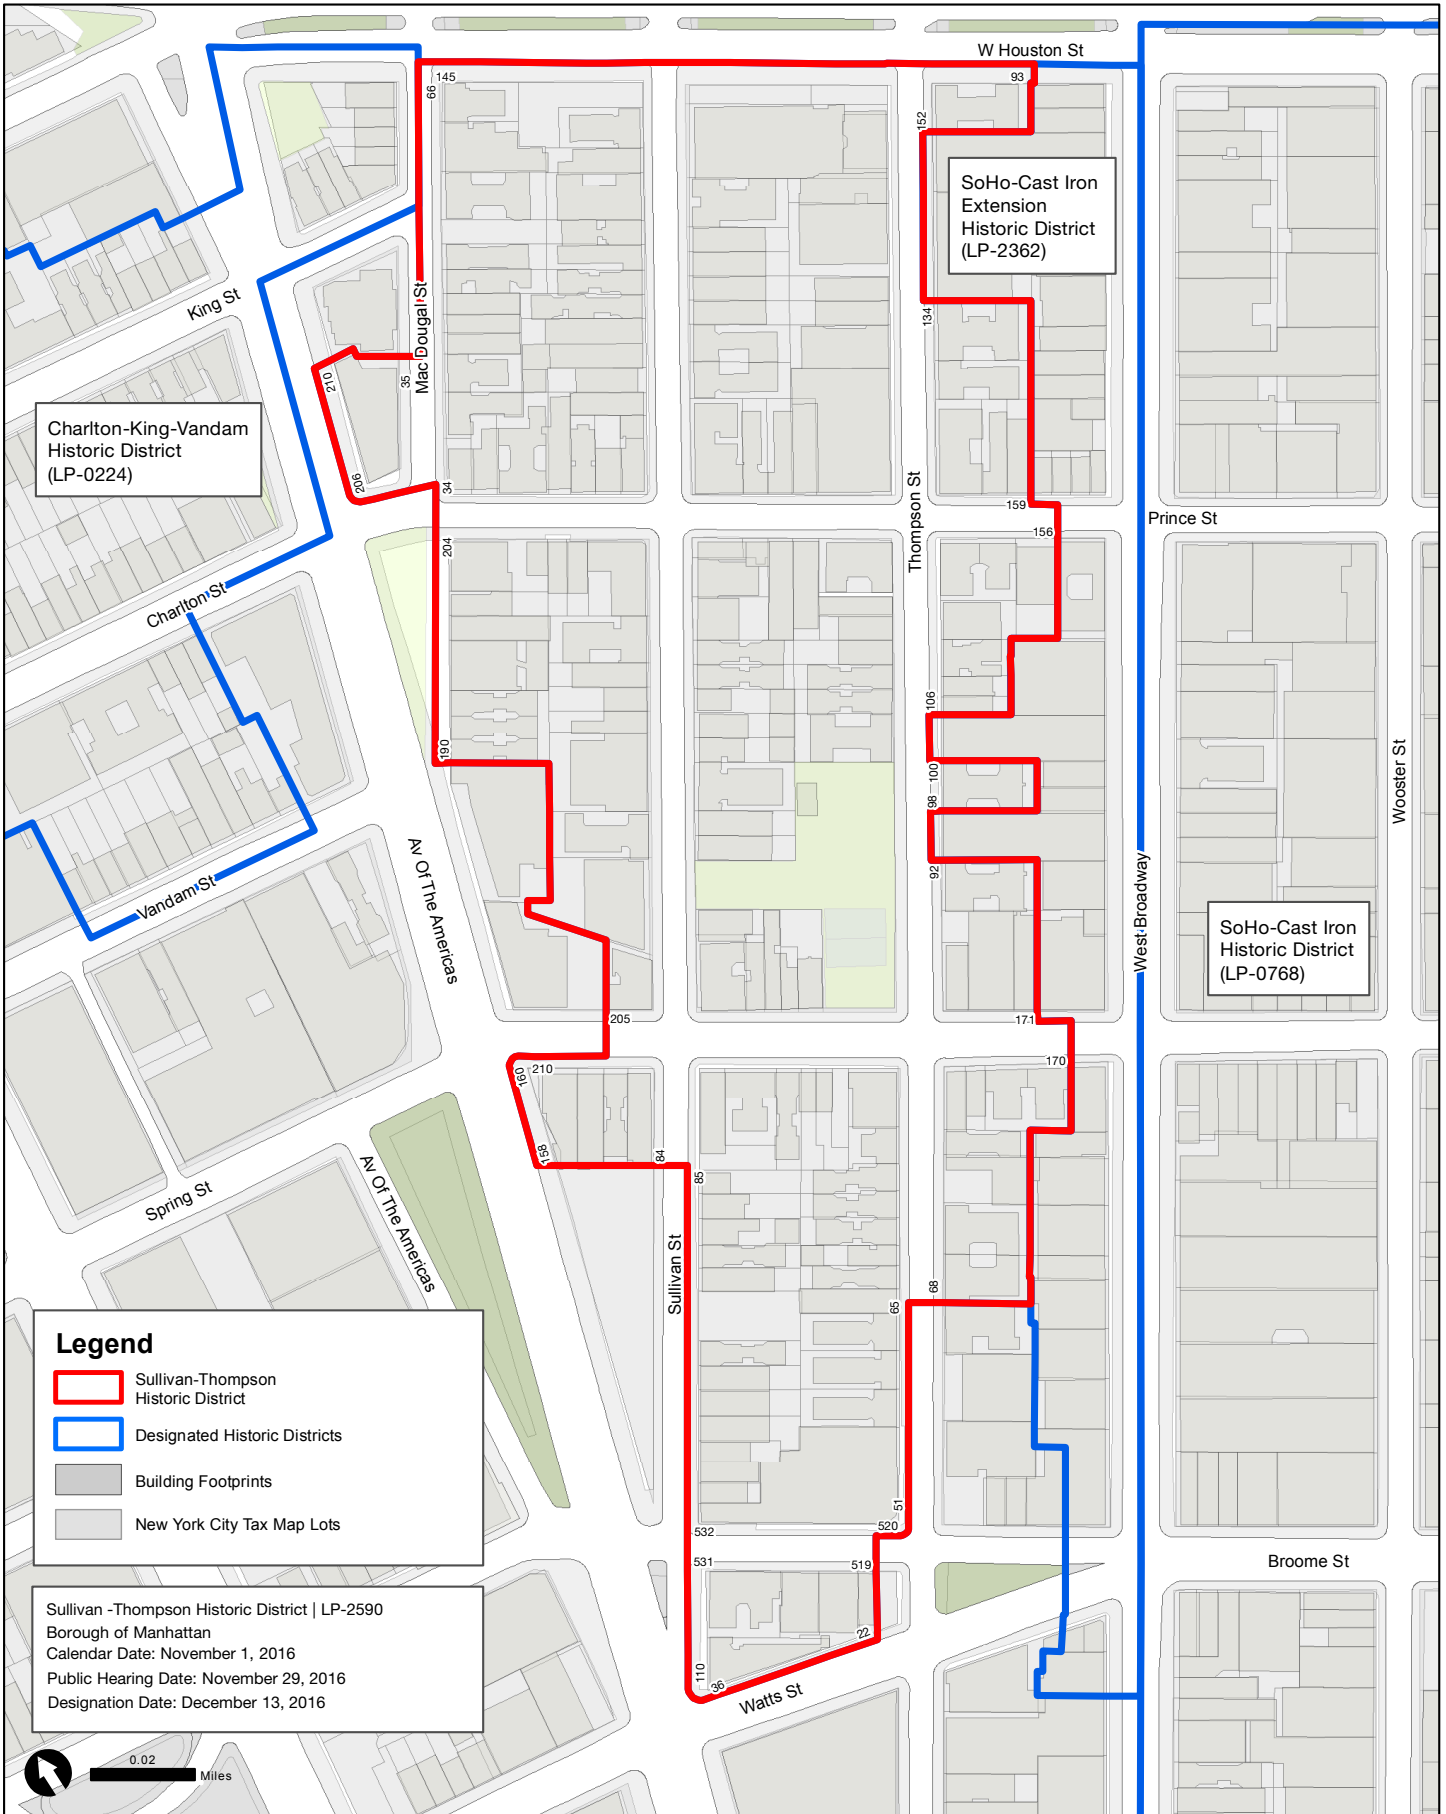 W Houston St
145
66
93
152
SoHo-Cast Iron
Extension
Historic District
(LP-2362)
134
King St
Mac Dougal St
210
35
Charlton-King-Vandam
Historic District
(LP-0224)
206
34
Thompson St
159
Prince St
156
204
Charlton St
106
190
100
98
Wooster St
92
Vandam St
Av Of The Americas
West Broadway
SoHo-Cast Iron
Historic District
(LP-0768)
205
171
170
210
160
158
84
85
Spring St
Av Of The Americas
Sullivan St
68
65
Legend
Sullivan-Thompson
Historic District
Designated Historic Districts
Building Footprints
New York City Tax Map Lots
51
520
532
531
519
Broome St
Sullivan -Thompson Historic District | LP-2590
Borough of Manhattan
Calendar Date: November 1, 2016
Public Hearing Date: November 29, 2016
Designation Date: December 13, 2016
22
110
36
Watts St
0.02
Miles